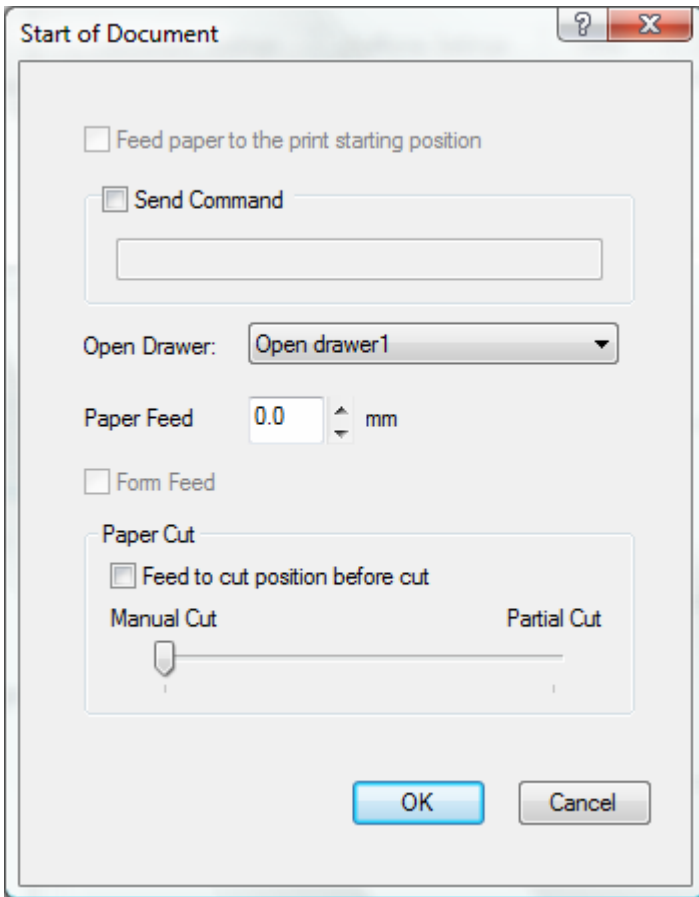 Start of Document
Feed paper to the print starting position
Send Command
Open Drawer: Open drawer1
Paper Feed 0.0 mm
Form Feed
Paper Cut
Feed to cut position before cut
Manual Cut Partial Cut
OK Cancel